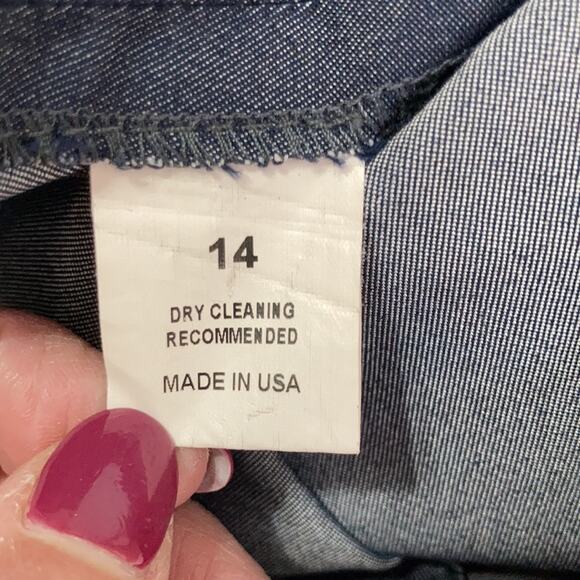 14
DRY CLEANING
RECOMMENDED
MADE IN USA